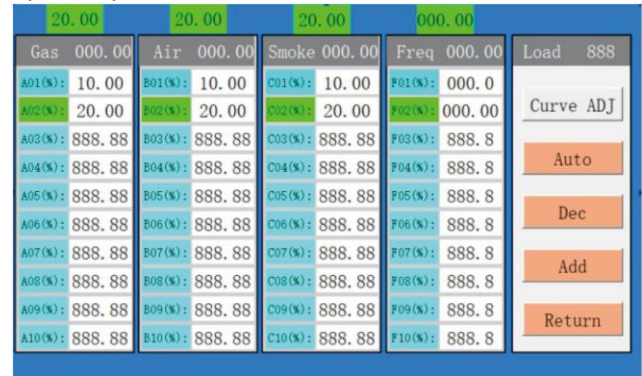 20.00 20.00 20.00 000.00
Gas 000.00 Air 000.00 Smoke 000.00 Freq 000.00 Load 888
A01(%): 10.00 B01(%): 10.00 C01(%): 10.00 F01(%): 000.0
A02(%): 20.00 B02(%): 20.00 C02(%): 20.00 F02(%): 000.00
Curve ADJ
A03(%): 888.88 B03(%): 888.88 C03(%): 888.88 F03(%): 888.8
A04(%): 888.88 B04(%): 888.88 C04(%): 888.88 F04(%): 888.8
Auto
A05(%): 888.88 B05(%): 888.88 C05(%): 888.88 F05(%): 888.8
A06(%): 888.88 B06(%): 888.88 C06(%): 888.88 F06(%): 888.8
Dec
A07(%): 888.88 B07(%): 888.88 C07(%): 888.88 F07(%): 888.8
A08(%): 888.88 B08(%): 888.88 C08(%): 888.88 F08(%): 888.8
Add
A09(%): 888.88 B09(%): 888.88 C09(%): 888.88 F09(%): 888.8
A10(%): 888.88 B10(%): 888.88 C10(%): 888.88 F10(%): 888.8
Return